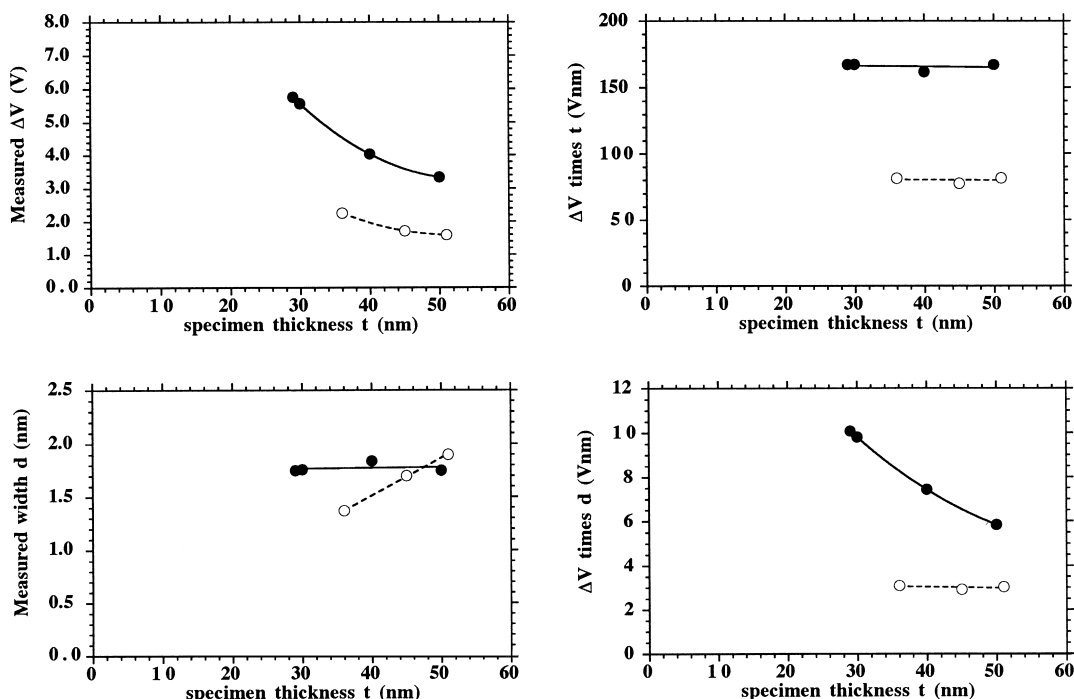 Measured ΔV (V)
8.0
7.0
6.0
5.0
4.0
3.0
2.0
1.0
0.0
0 10 20 30 40 50 60
specimen thickness t (nm)
ΔV times t (Vnm)
200
150
100
50
0
0 10 20 30 40 50 60
specimen thickness t (nm)
Measured width d (nm)
2.5
2.0
1.5
1.0
0.5
0.0
0 10 20 30 40 50 60
specimen thickness t (nm)
ΔV times d (Vnm)
12
10
8
6
4
2
0
0 10 20 30 40 50 60
specimen thickness t (nm)